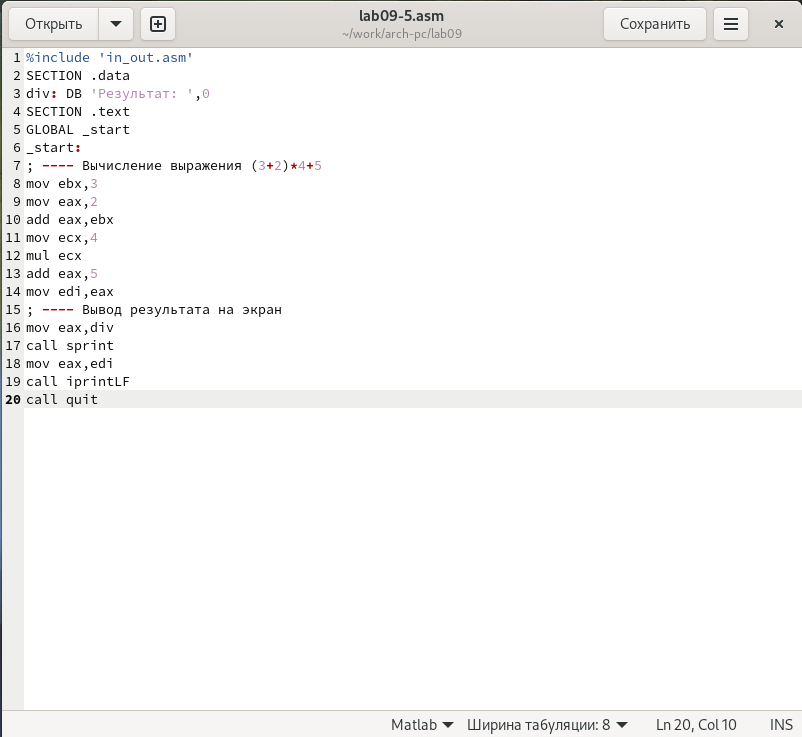 Открыть
lab09-5.asm
~/work/arch-pc/lab09
Сохранить
1 %include 'in_out.asm'
2 SECTION .data
3 div: DB 'Результат: ',0
4 SECTION .text
5 GLOBAL _start
6 _start:
7 ; ---- Вычисление выражения (3+2)*4+5
8 mov ebx,3
9 mov eax,2
10 add eax,ebx
11 mov ecx,4
12 mul ecx
13 add eax,5
14 mov edi,eax
15 ; ---- Вывод результата на экран
16 mov eax,div
17 call sprint
18 mov eax,edi
19 call iprintLF
20 call quit
Matlab Ширина табуляции: 8 Ln 20, Col 10 INS